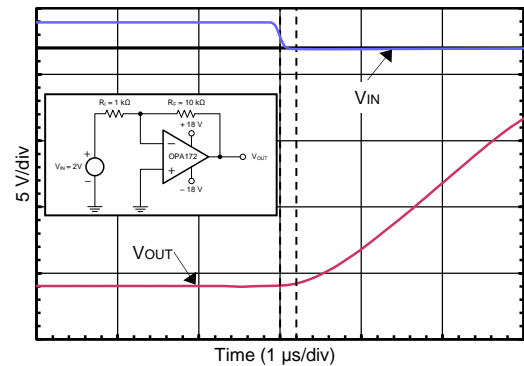 VIN
RI = 1 kΩ
RF = 10 kΩ
+ 18 V
−
OPA172
+
VOUT
+
VIN = 2V
−
− 18 V
VOUT
5 V/div
Time (1 µs/div)